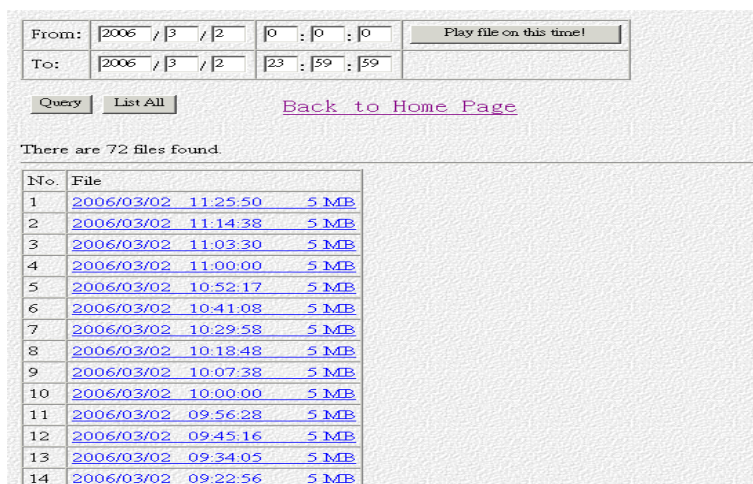 From: 2006 / 3 / 2 0 : 0 : 0 Play file on this time!
To: 2006 / 3 / 2 23 : 59 : 59
Query List All Back to Home Page
There are 72 files found.
No. File
1 2006/03/02 11:25:50 5 MB
2 2006/03/02 11:14:38 5 MB
3 2006/03/02 11:03:30 5 MB
4 2006/03/02 11:00:00 5 MB
5 2006/03/02 10:52:17 5 MB
6 2006/03/02 10:41:08 5 MB
7 2006/03/02 10:29:58 5 MB
8 2006/03/02 10:18:48 5 MB
9 2006/03/02 10:07:38 5 MB
10 2006/03/02 10:00:00 5 MB
11 2006/03/02 09:56:28 5 MB
12 2006/03/02 09:45:16 5 MB
13 2006/03/02 09:34:05 5 MB
14 2006/03/02 09:22:56 5 MB